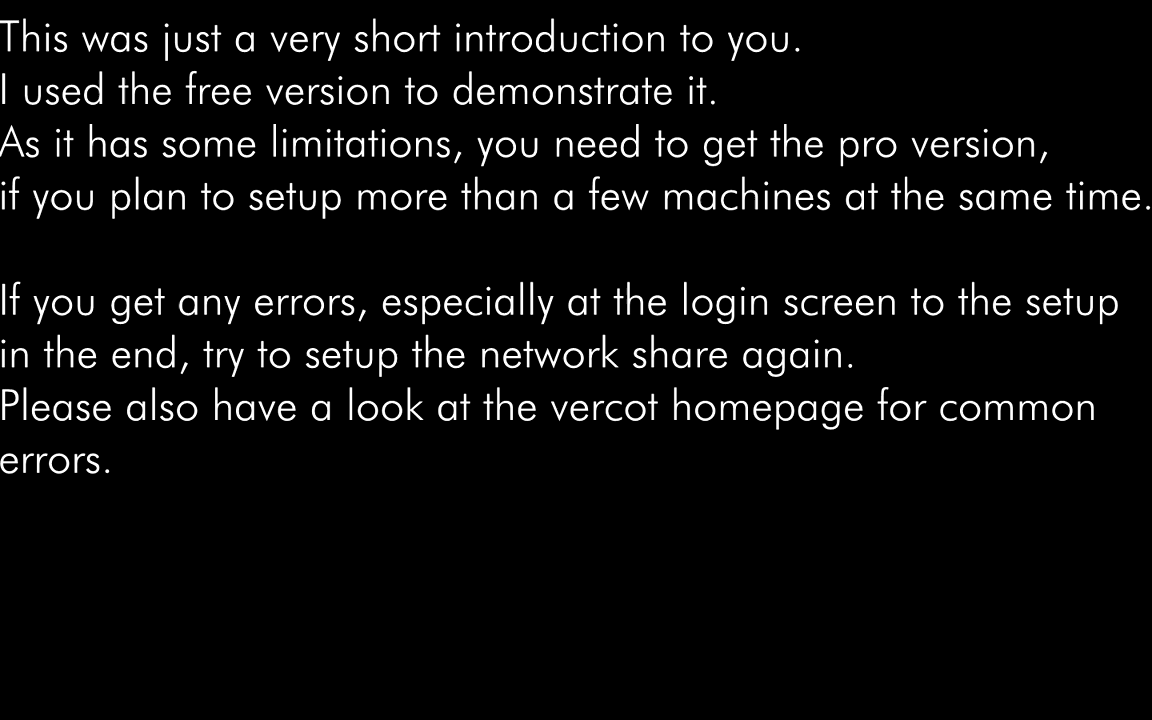 This was just a very short introduction to you.
I used the free version to demonstrate it.
As it has some limitations, you need to get the pro version,
if you plan to setup more than a few machines at the same time.
If you get any errors, especially at the login screen to the setup
in the end, try to setup the network share again.
Please also have a look at the vercot homepage for common
errors.